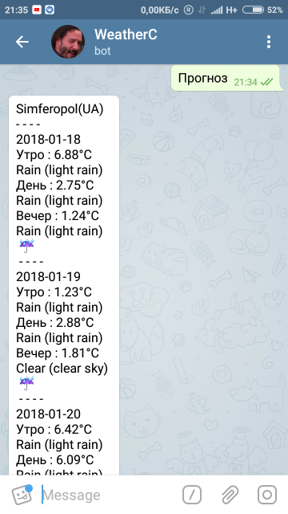 21:35
0,00КБ/с
H+
52%
WeatherC
bot
Прогноз
21:34
Simferopol(UA)
- - - -
2018-01-18
Утро : 6.88°C
Rain (light rain)
День : 2.75°C
Rain (light rain)
Вечер : 1.24°C
Rain (light rain)
- - - -
2018-01-19
Утро : 1.23°C
Rain (light rain)
День : 2.88°C
Rain (light rain)
Вечер : 1.81°C
Clear (clear sky)
- - - -
2018-01-20
Утро : 6.42°C
Rain (light rain)
День : 6.09°C
Rain (light rain)
Message